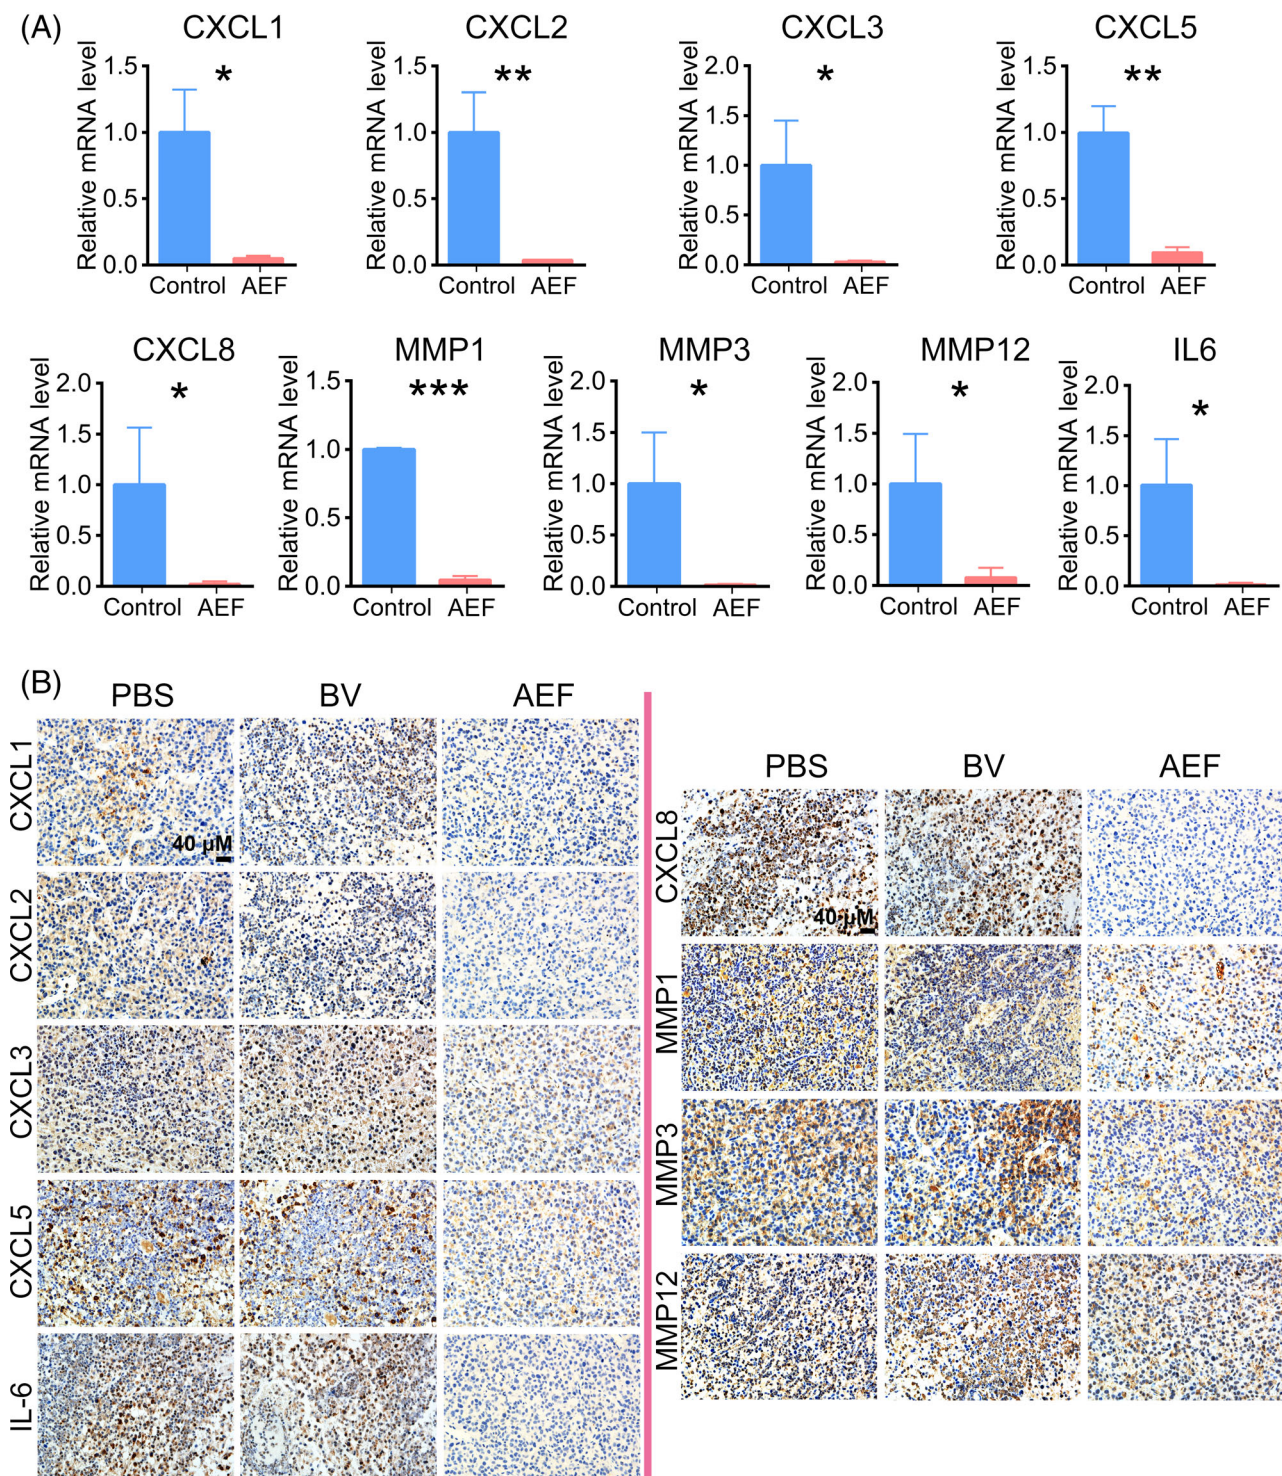 (A)
CXCL1 CXCL2 CXCL3 CXCL5
Relative mRNA level
1.5
1.0
0.5
0.0
*
Control AEF
Relative mRNA level
1.5
1.0
0.5
0.0
**
Control AEF
Relative mRNA level
2.0
1.5
1.0
0.5
0.0
*
Control AEF
Relative mRNA level
1.5
1.0
0.5
0.0
**
Control AEF
CXCL8 MMP1 MMP3 MMP12 IL6
Relative mRNA level
2.0
1.5
1.0
0.5
0.0
*
Control AEF
Relative mRNA level
1.5
1.0
0.5
0.0
***
Control AEF
Relative mRNA level
2.0
1.5
1.0
0.5
0.0
*
Control AEF
Relative mRNA level
2.0
1.5
1.0
0.5
0.0
*
Control AEF
Relative mRNA level
2.0
1.5
1.0
0.5
0.0
*
Control AEF
(B)
PBS BV AEF
CXCL1
40 µM
CXCL2
CXCL3
CXCL5
IL-6
PBS BV AEF
CXCL8
40 µM
MMP1
MMP3
MMP12